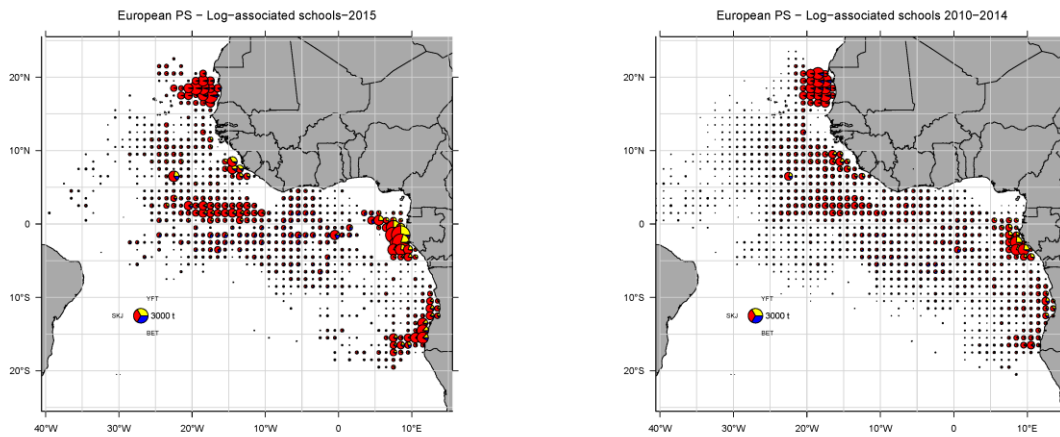 European PS − Log−associated schools−2015
20°N
10°N
0
10°S
20°S
YFT
SKJ
3000 t
BET
40°W
30°W
20°W
10°W
0
10°E
European PS − Log−associated schools 2010−2014
20°N
10°N
0
10°S
20°S
YFT
SKJ
3000 t
BET
40°W
30°W
20°W
10°W
0
10°E